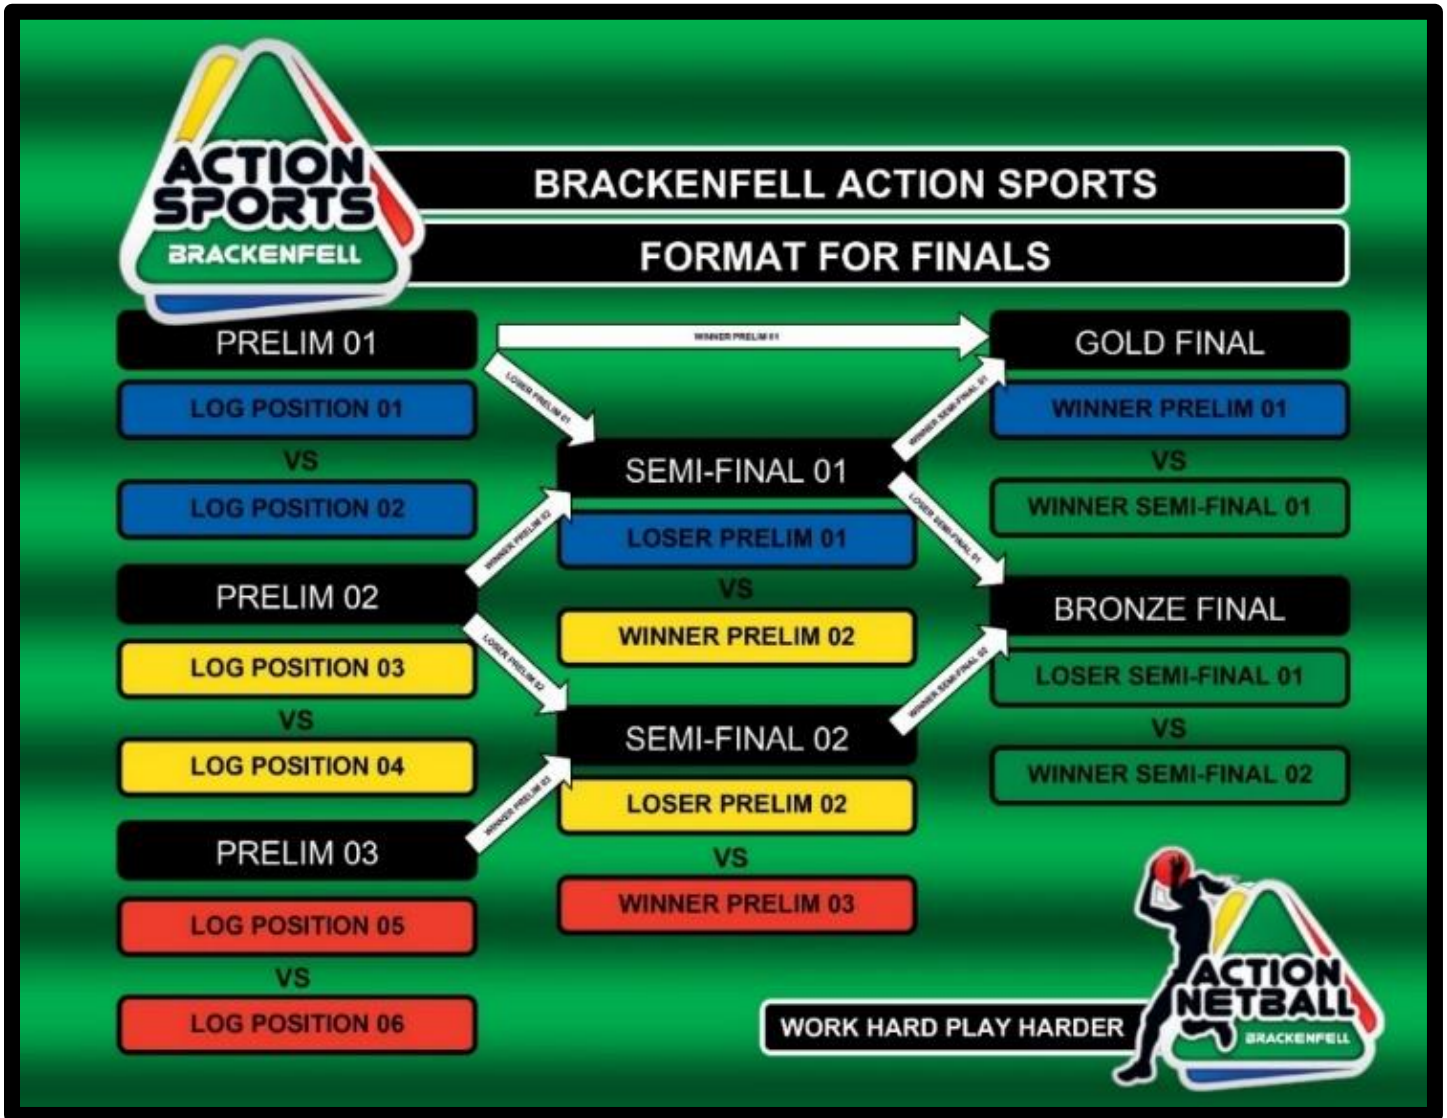 ACTION
SPORTS
BRACKENFELL
BRACKENFELL ACTION SPORTS
FORMAT FOR FINALS
PRELIM 01
LOG POSITION 01
VS
LOG POSITION 02
PRELIM 02
LOG POSITION 03
VS
LOG POSITION 04
PRELIM 03
LOG POSITION 05
VS
LOG POSITION 06
WINNER PRELIM 01
LOSER PRELIM 01
WINNER PRELIM 02
LOSER PRELIM 02
WINNER PRELIM 03
SEMI-FINAL 01
LOSER PRELIM 01
VS
WINNER PRELIM 02
SEMI-FINAL 02
LOSER PRELIM 02
VS
WINNER PRELIM 03
WINNER SEMI-FINAL 01
LOSER SEMI-FINAL 01
WINNER SEMI-FINAL 02
GOLD FINAL
WINNER PRELIM 01
VS
WINNER SEMI-FINAL 01
BRONZE FINAL
LOSER SEMI-FINAL 01
VS
WINNER SEMI-FINAL 02
WORK HARD PLAY HARDER
ACTION
NETBALL
BRACKENFELL